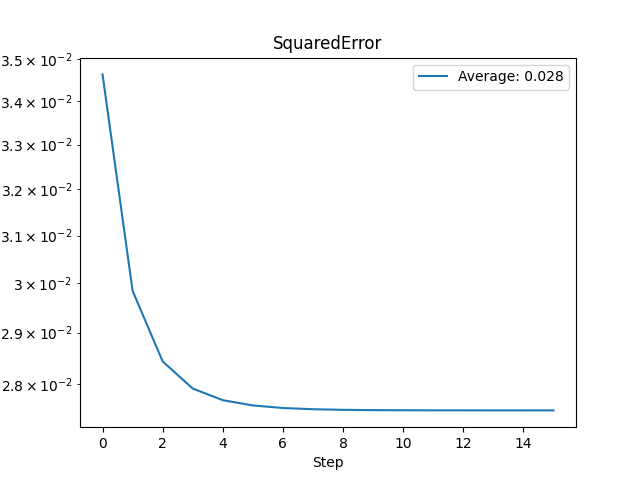 SquaredError
3.5 × 10⁻²
3.4 × 10⁻²
3.3 × 10⁻²
3.2 × 10⁻²
3.1 × 10⁻²
3 × 10⁻²
2.9 × 10⁻²
2.8 × 10⁻²
Average: 0.028
0 2 4 6 8 10 12 14
Step